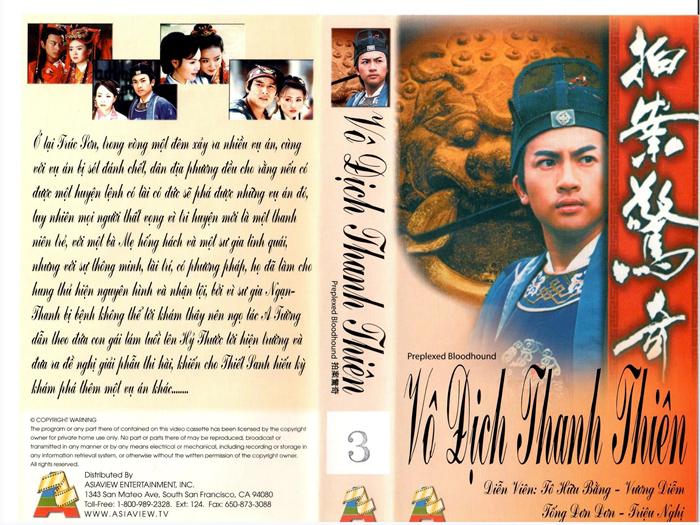 Ở lại Trúc Sơn, trong vòng một đêm xảy ra nhiều vụ án, cùng
với vụ án bị sét đánh chết, dân địa phương đều cho rằng nếu có
được một huyện lệnh có tài có đức sẽ phá được những vụ án đó,
tuy nhiên mọi người thất vọng vì tri huyện mới là một thanh
niên trẻ, với một bà Mẹ hống hách và một sư gia tinh quái,
nhưng với sự thông minh, tài trí, có phương pháp, họ đã làm cho
hung thủ hiện nguyên hình và nhận tội, bởi vì sư gia Ngan-
Thanh bị bệnh không thể tới khám thây nên ngỗ tác A Tường
dẫn theo đứa con gái tám tuổi tên Hỷ Thước tới hiện trường và
đưa ra đề nghị giải phẫu thi hài, khiến cho Thiết Sanh hiếu kỳ
khám phá thêm một vụ án khác.......
© COPYRIGHT WARNING
The program or any part there of contained on this video cassette has been licensed by the copyright
owner for private home use only. No part or parts there of may be reproduced, broadcast or
transmitted in any manner or by any means electrical or mechanical, including recording or storing in
any information retrieval system, or otherwise without the written permission of the copyright owner.
All rights reserved.
Distributed By
ASIAVIEW ENTERTAINMENT, INC.
1343 San Mateo Ave, South San Francisco, CA 94080
Toll-Free: 1-800-989-2328. Ext: 124. Fax: 650-873-3088
WWW.ASIAVIEW.TV
Vô Địch Thanh Thiên
Preplexed Bloodhound 拍案驚奇
3
拍案驚奇
Preplexed Bloodhound
Vô Địch Thanh Thiên
Diễn Viên: Tô Hữu Bằng - Vương Diễm
Tống Đơn Đơn - Triệu Nghị